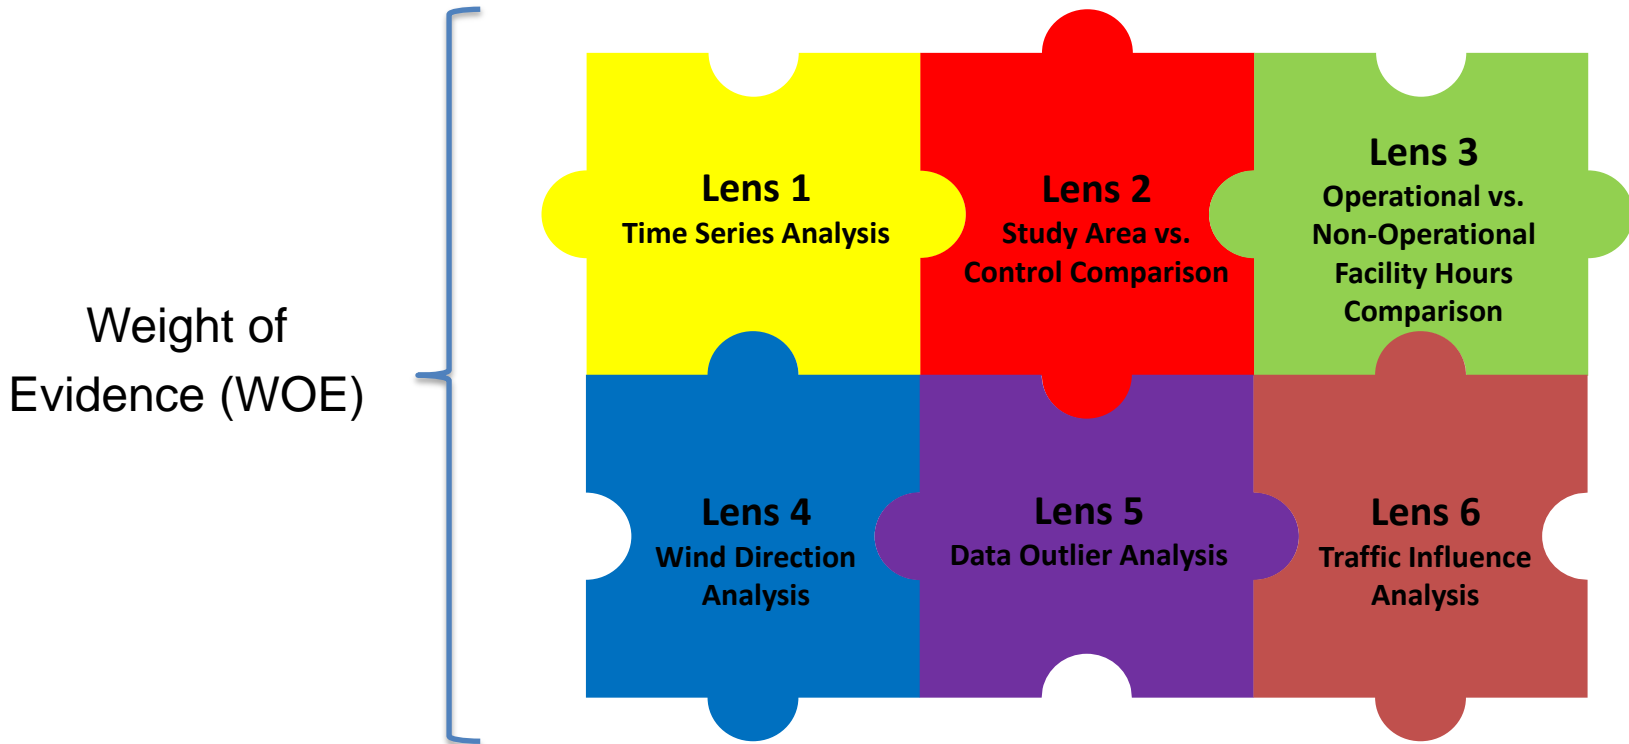 Weight of
Evidence (WOE)
Lens 1
Time Series Analysis
Lens 2
Study Area vs.
Control Comparison
Lens 3
Operational vs.
Non-Operational
Facility Hours
Comparison
Lens 4
Wind Direction
Analysis
Lens 5
Data Outlier Analysis
Lens 6
Traffic Influence
Analysis